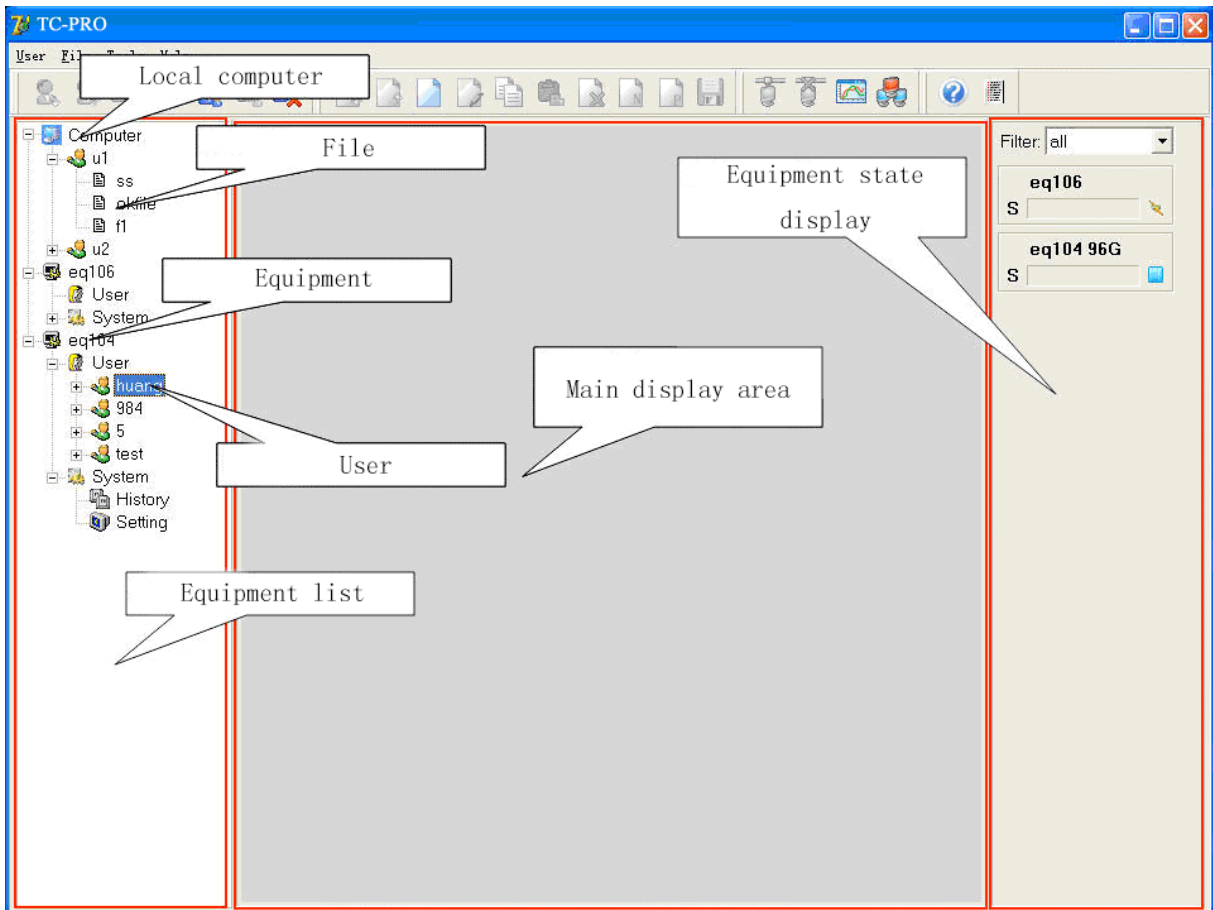 TC-PRO
User
Local computer
Computer
u1
ss
okfile
f1
u2
eq106
User
System
eq104
User
huang
984
5
test
System
History
Setting
File
Equipment
User
Equipment list
Main display area
Equipment state
display
Filter: all
eq106
S
eq104 96G
S